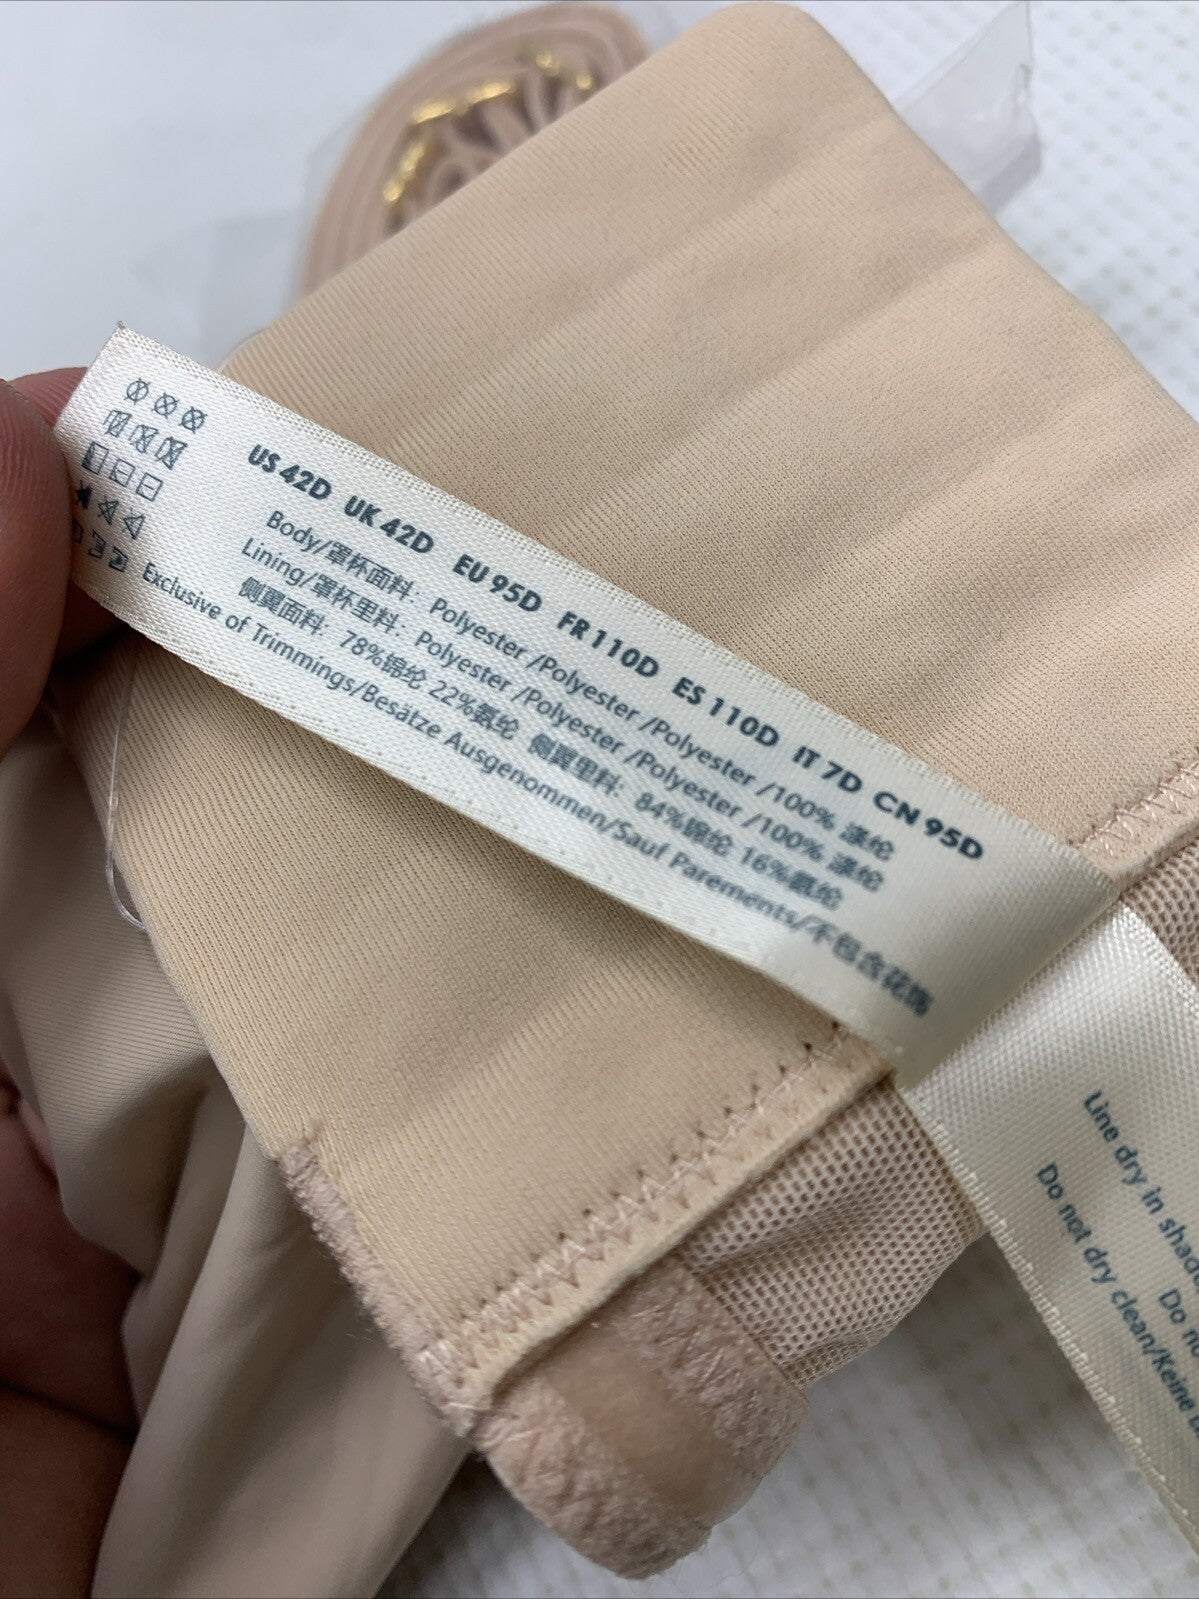 US 42D UK 42D EU 95D FR 110D ES 110D IT 7D CN 95D
Body/罩杯面料: Polyester /Polyester /Polyester /100% 涤纶
Lining/罩杯里料: Polyester /Polyester /Polyester /100% 涤纶
侧翼面料: 78%锦纶 22%氨纶 侧翼里料: 84%锦纶 16%氨纶
Exclusive of Trimmings/Besätze Ausgenommen/Sauf Parements/不包含花饰
Line dry in
Do not
Do not dry clean/Keine